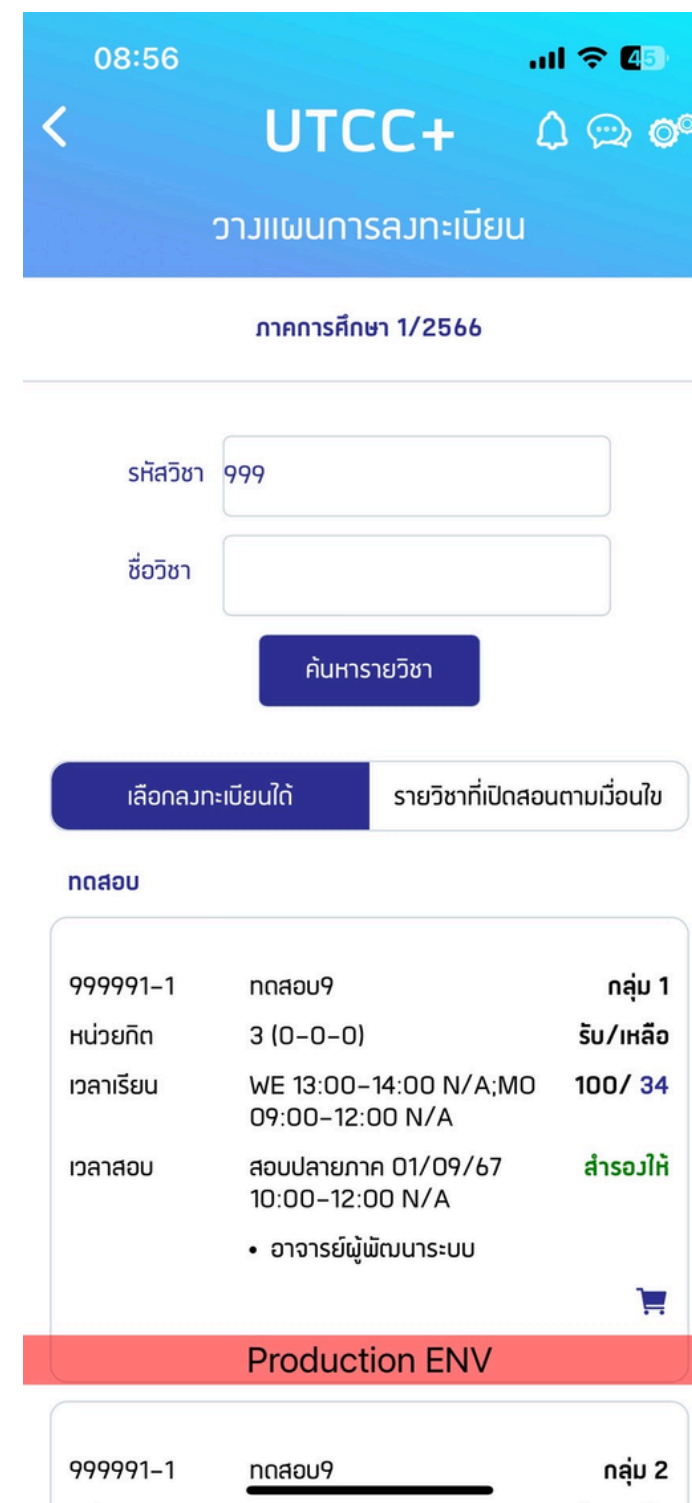 08:56
45
UTCC+
วางแผนการลงทะเบียน
ภาคการศึกษา 1/2566
รหัสวิชา 999
ชื่อวิชา
ค้นหารายวิชา
เลือกลงทะเบียนได้ รายวิชาที่เปิดสอนตามเงื่อนไข
ทดสอบ
999991-1 ทดสอบ9 กลุ่ม 1
หน่วยกิต 3 (0-0-0) รับ/เหลือ
เวลาเรียน WE 13:00-14:00 N/A;MO 100/ 34
09:00-12:00 N/A
เวลาสอบ สอบปลายภาค 01/09/67 สำรองให้
10:00-12:00 N/A
• อาจารย์ผู้พัฒนาระบบ
Production ENV
999991-1 ทดสอบ9 กลุ่ม 2